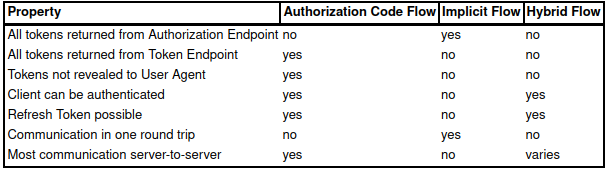 Property Authorization Code Flow Implicit Flow Hybrid Flow
All tokens returned from Authorization Endpoint no yes no
All tokens returned from Token Endpoint yes no no
Tokens not revealed to User Agent yes no no
Client can be authenticated yes no yes
Refresh Token possible yes no yes
Communication in one round trip no yes no
Most communication server-to-server yes no varies